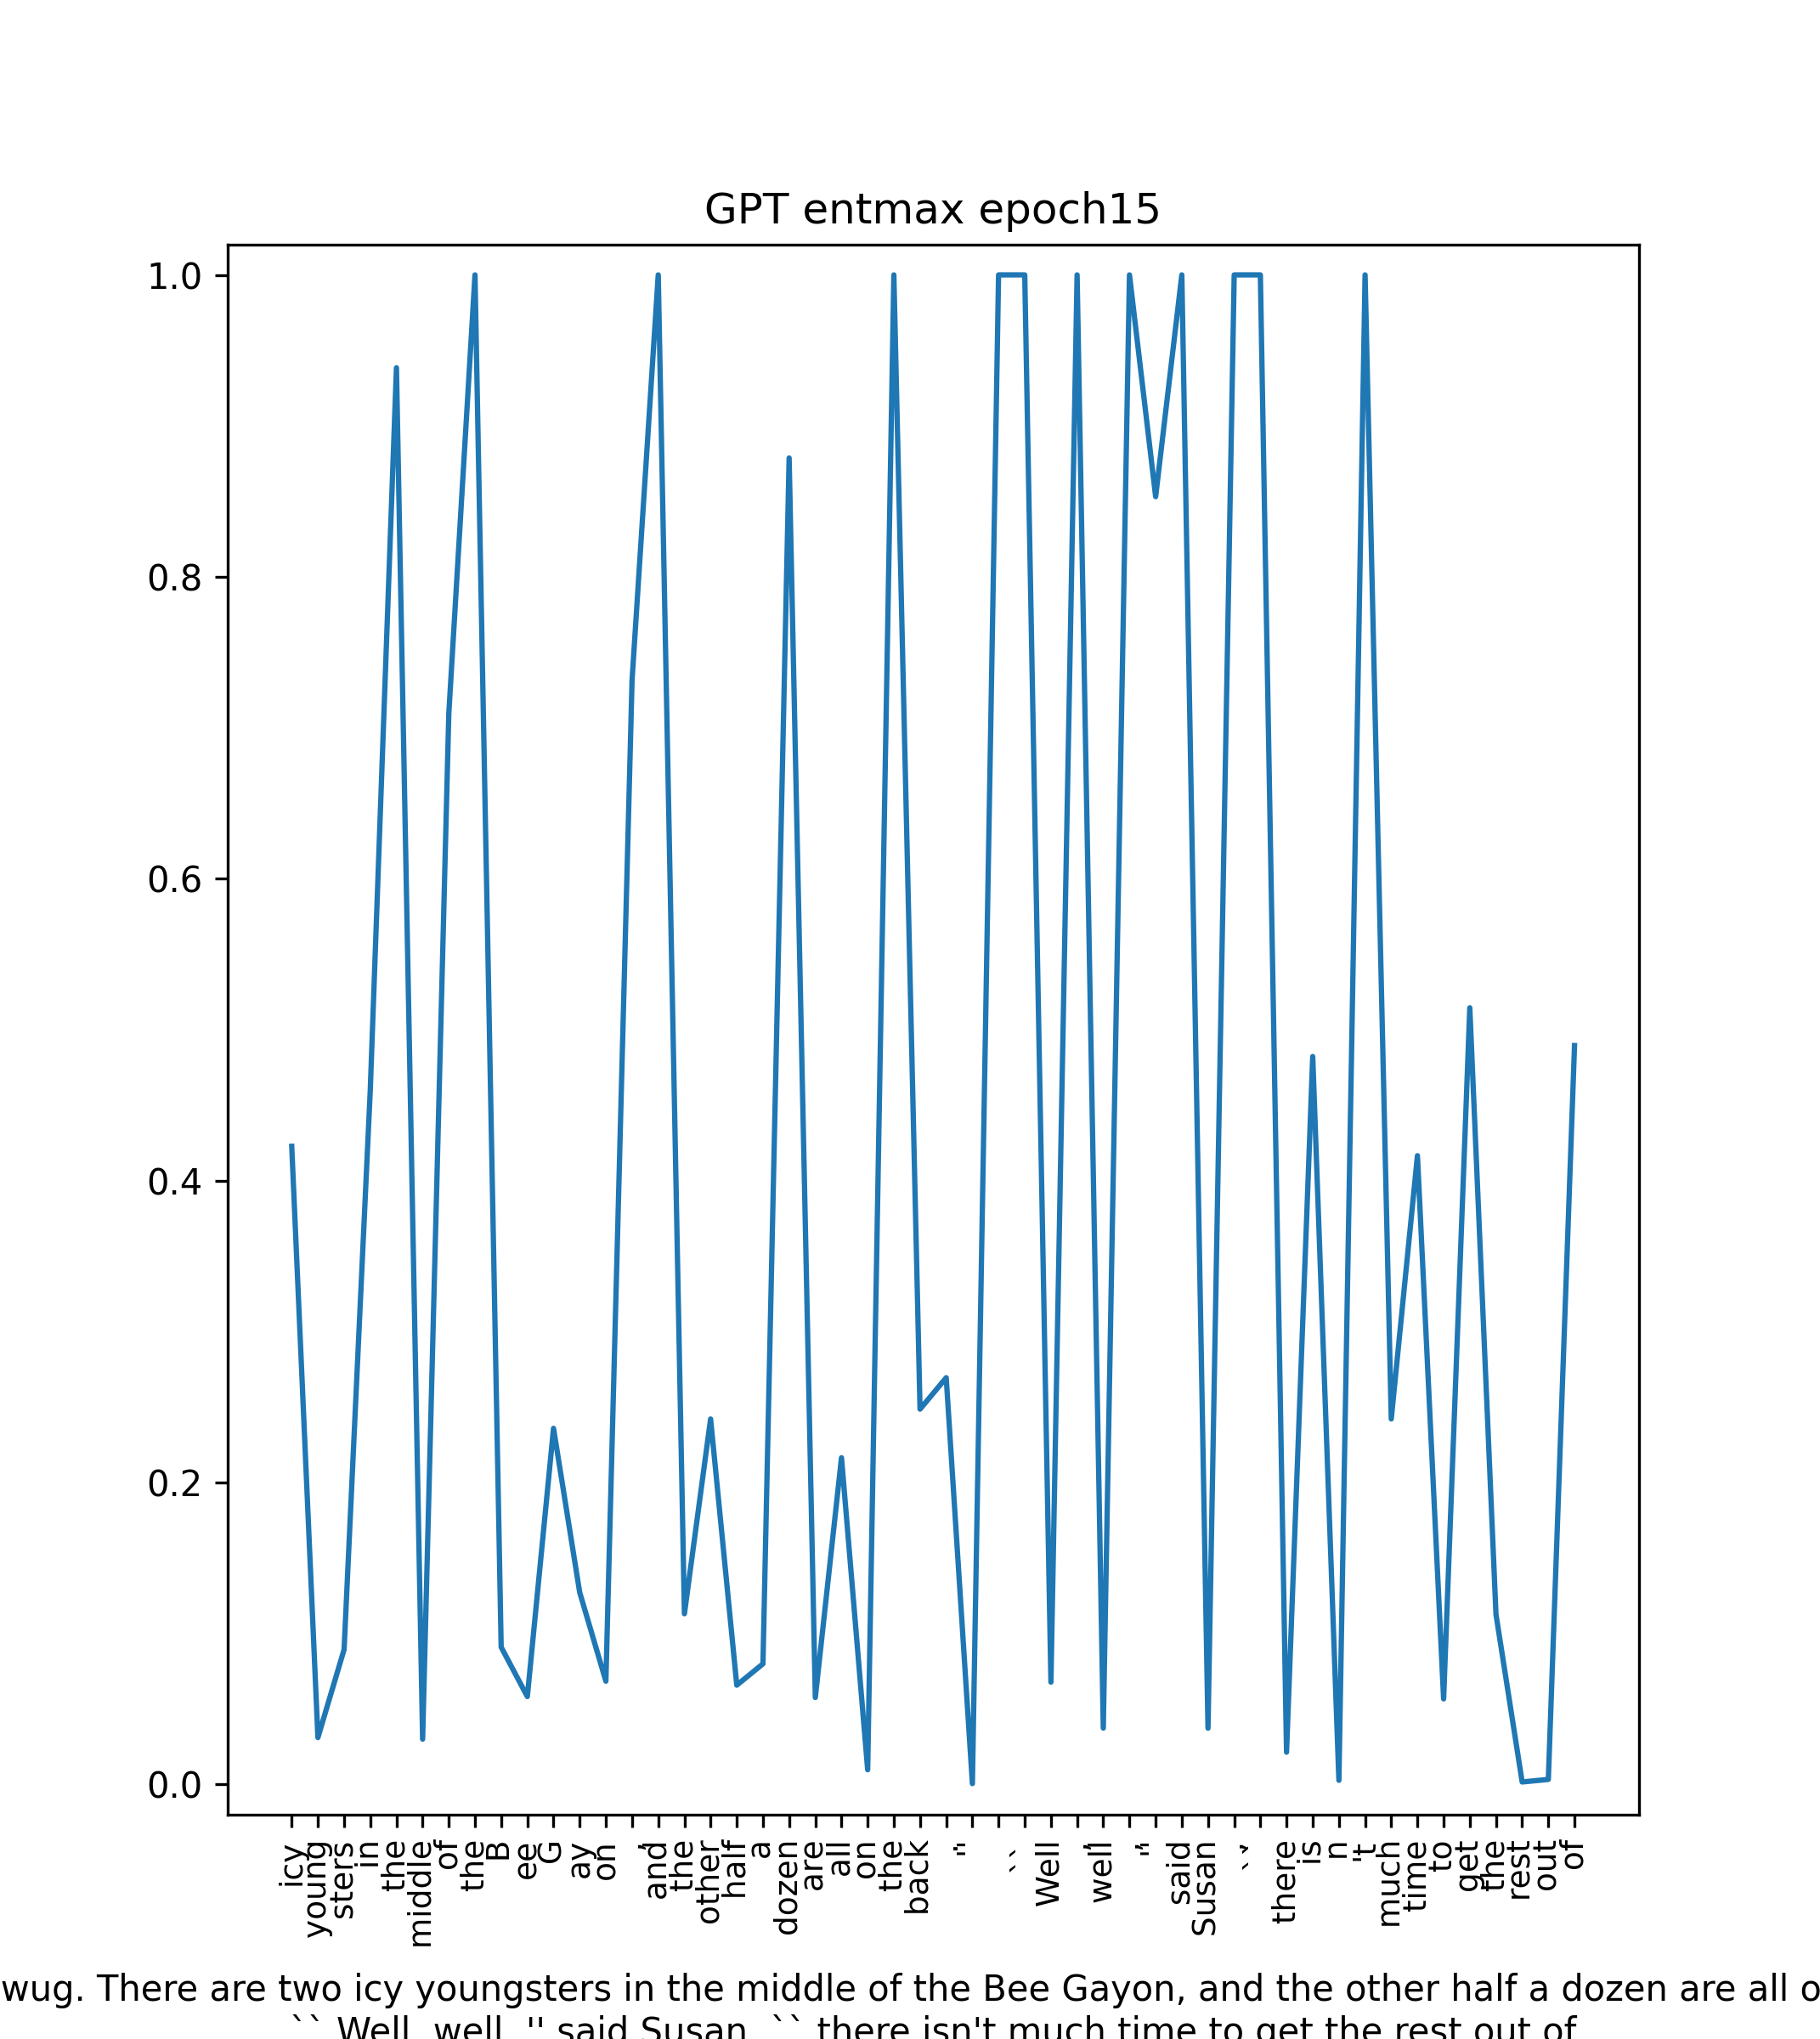 GPT entmax epoch15
1.0
0.8
0.6
0.4
0.2
0.0
icy
young
sters
in
the
middle
of
the
B
ee
G
ay
on
,
and
the
other
half
a
dozen
are
all
on
the
back
.
''
``
Well
,
well
,
''
said
Susan
,
``
there
is
n
't
much
time
to
get
the
rest
out
of
wug. There are two icy youngsters in the middle of the Bee Gayon, and the other half a dozen are all o
`` Well, well, '' said Susan, `` there isn't much time to get the rest out of